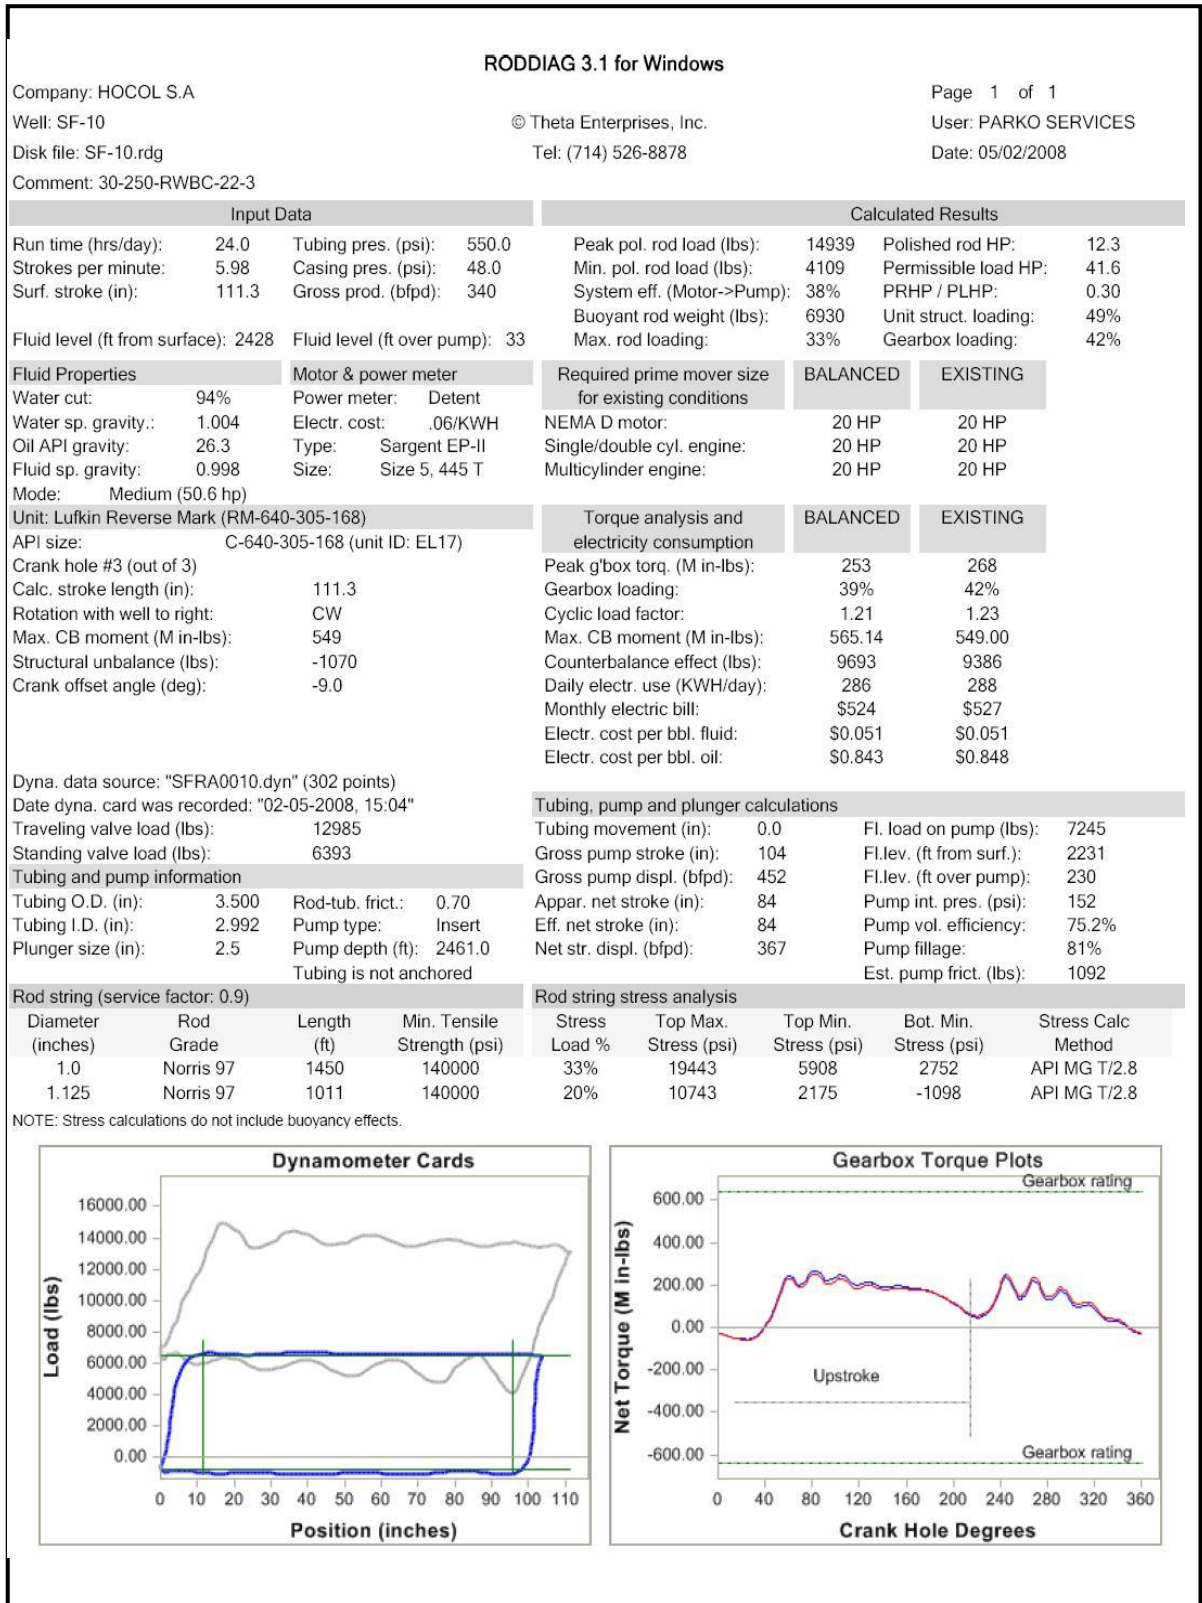 RODDIAG 3.1 for Windows
Company: HOCOL S.A Page 1 of 1
Well: SF-10 © Theta Enterprises, Inc. User: PARKO SERVICES
Disk file: SF-10.rdg Tel: (714) 526-8878 Date: 05/02/2008
Comment: 30-250-RWBC-22-3
Input Data Calculated Results
Run time (hrs/day): 24.0 Tubing pres. (psi): 550.0 Peak pol. rod load (lbs): 14939 Polished rod HP: 12.3
Strokes per minute: 5.98 Casing pres. (psi): 48.0 Min. pol. rod load (lbs): 4109 Permissible load HP: 41.6
Surf. stroke (in): 111.3 Gross prod. (bfpd): 340 System eff. (Motor->Pump): 38% PRHP / PLHP: 0.30
Buoyant rod weight (lbs): 6930 Unit struct. loading: 49%
Fluid level (ft from surface): 2428 Fluid level (ft over pump): 33 Max. rod loading: 33% Gearbox loading: 42%
Fluid Properties Motor & power meter Required prime mover size BALANCED EXISTING
Water cut: 94% Power meter: Detent for existing conditions
Water sp. gravity.: 1.004 Electr. cost: .06/KWH NEMA D motor: 20 HP 20 HP
Oil API gravity: 26.3 Type: Sargent EP-II Single/double cyl. engine: 20 HP 20 HP
Fluid sp. gravity: 0.998 Size: Size 5, 445 T Multicylinder engine: 20 HP 20 HP
Mode: Medium (50.6 hp)
Unit: Lufkin Reverse Mark (RM-640-305-168) Torque analysis and BALANCED EXISTING
API size: C-640-305-168 (unit ID: EL17) electricity consumption
Crank hole #3 (out of 3) Peak g'box torq. (M in-lbs): 253 268
Calc. stroke length (in): 111.3 Gearbox loading: 39% 42%
Rotation with well to right: CW Cyclic load factor: 1.21 1.23
Max. CB moment (M in-lbs): 549 Max. CB moment (M in-lbs): 565.14 549.00
Structural unbalance (lbs): -1070 Counterbalance effect (lbs): 9693 9386
Crank offset angle (deg): -9.0 Daily electr. use (KWH/day): 286 288
Monthly electric bill: $524 $527
Electr. cost per bbl. fluid: $0.051 $0.051
Electr. cost per bbl. oil: $0.843 $0.848
Dyna. data source: "SFRA0010.dyn" (302 points)
Date dyna. card was recorded: "02-05-2008, 15:04" Tubing, pump and plunger calculations
Traveling valve load (lbs): 12985 Tubing movement (in): 0.0 Fl. load on pump (lbs): 7245
Standing valve load (lbs): 6393 Gross pump stroke (in): 104 Fl.lev. (ft from surf.): 2231
Tubing and pump information Gross pump displ. (bfpd): 452 Fl.lev. (ft over pump): 230
Tubing O.D. (in): 3.500 Rod-tub. frict.: 0.70 Appar. net stroke (in): 84 Pump int. pres. (psi): 152
Tubing I.D. (in): 2.992 Pump type: Insert Eff. net stroke (in): 84 Pump vol. efficiency: 75.2%
Plunger size (in): 2.5 Pump depth (ft): 2461.0 Net str. displ. (bfpd): 367 Pump fillage: 81%
Tubing is not anchored Est. pump frict. (lbs): 1092
Rod string (service factor: 0.9) Rod string stress analysis
Diameter Rod Length Min. Tensile Stress Top Max. Top Min. Bot. Min. Stress Calc
(inches) Grade (ft) Strength (psi) Load % Stress (psi) Stress (psi) Stress (psi) Method
1.0 Norris 97 1450 140000 33% 19443 5908 2752 API MG T/2.8
1.125 Norris 97 1011 140000 20% 10743 2175 -1098 API MG T/2.8
NOTE: Stress calculations do not include buoyancy effects.
Dynamometer Cards
16000.00
14000.00
12000.00
10000.00
8000.00
6000.00
4000.00
2000.00
0.00
Load (lbs)
0 10 20 30 40 50 60 70 80 90 100 110
Position (inches)
Gearbox Torque Plots
Gearbox rating
600.00
400.00
200.00
0.00
-200.00
-400.00
-600.00
Net Torque (M in-lbs)
Upstroke
Gearbox rating
0 40 80 120 160 200 240 280 320 360
Crank Hole Degrees